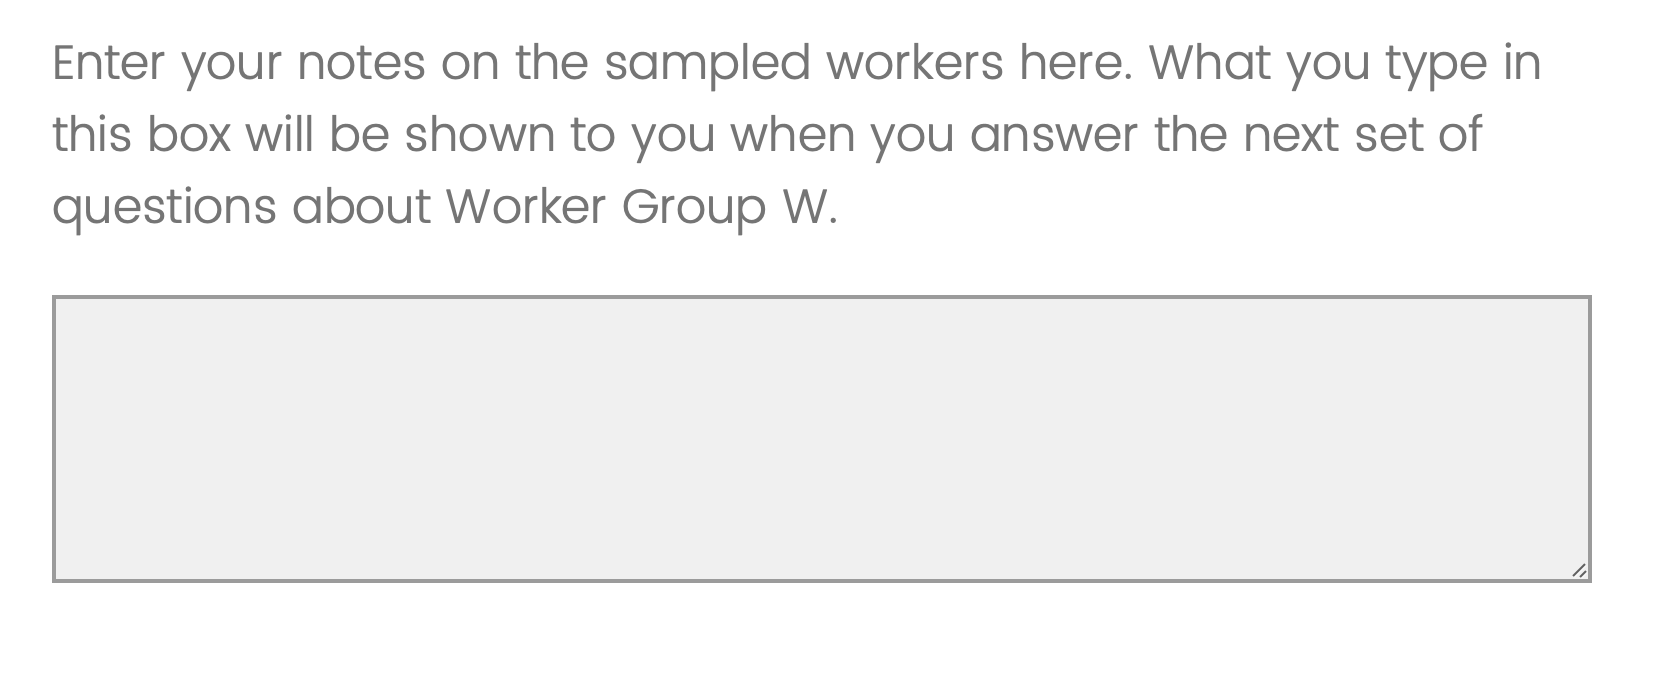 Enter your notes on the sampled workers here. What you type in
this box will be shown to you when you answer the next set of
questions about Worker Group W.